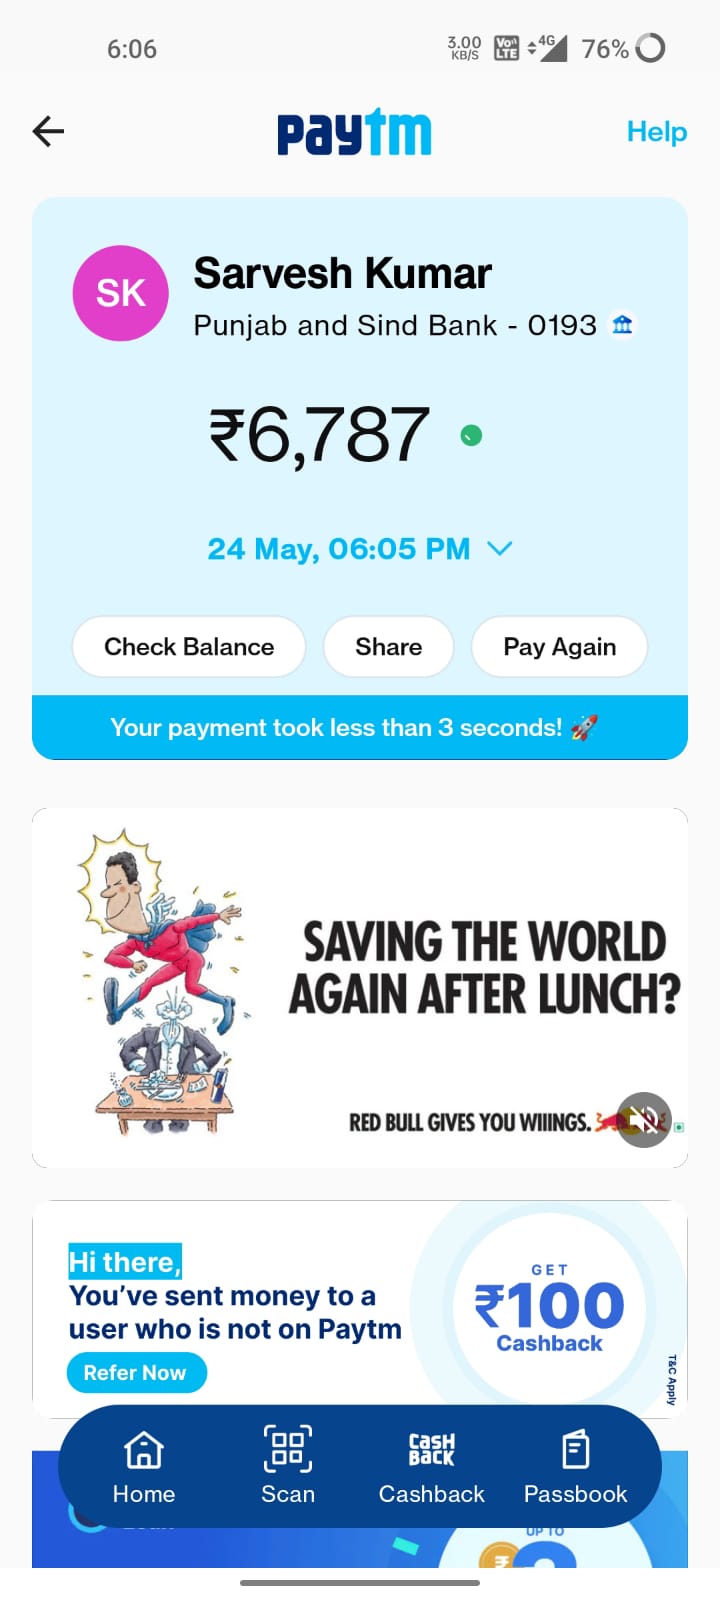 6:06
3.00 KB/S
VoI) LTE
4G
76%
paytm
Help
SK
Sarvesh Kumar
Punjab and Sind Bank - 0193
₹6,787
24 May, 06:05 PM
Check Balance
Share
Pay Again
Your payment took less than 3 seconds! 🚀
SAVING THE WORLD
AGAIN AFTER LUNCH?
RED BULL GIVES YOU WIIINGS.
Hi there,
You've sent money to a
user who is not on Paytm
Refer Now
GET
₹100
Cashback
T&C Apply
CASH
BACK
Home
Scan
Cashback
Passbook
UP TO